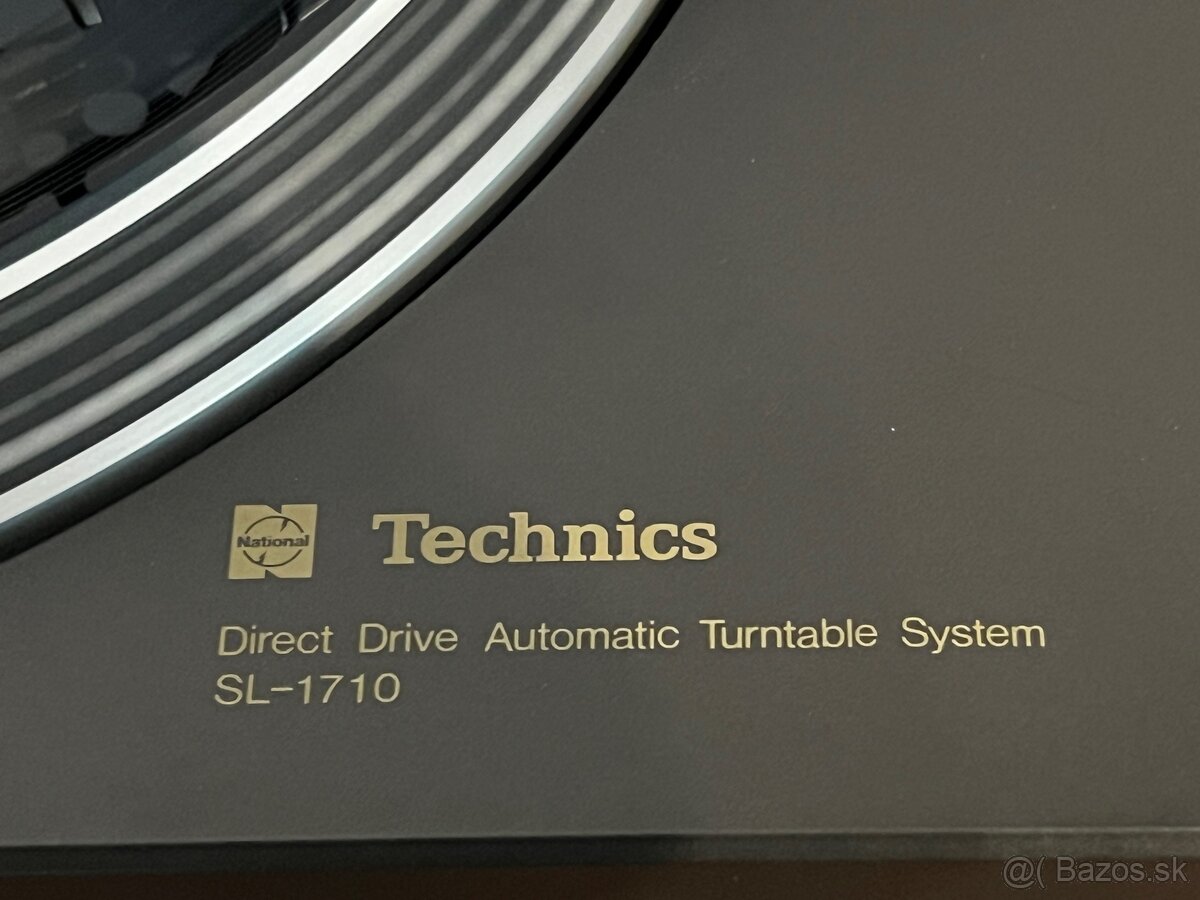 National Technics
Direct Drive Automatic Turntable System
SL-1710
@( Bazos.sk